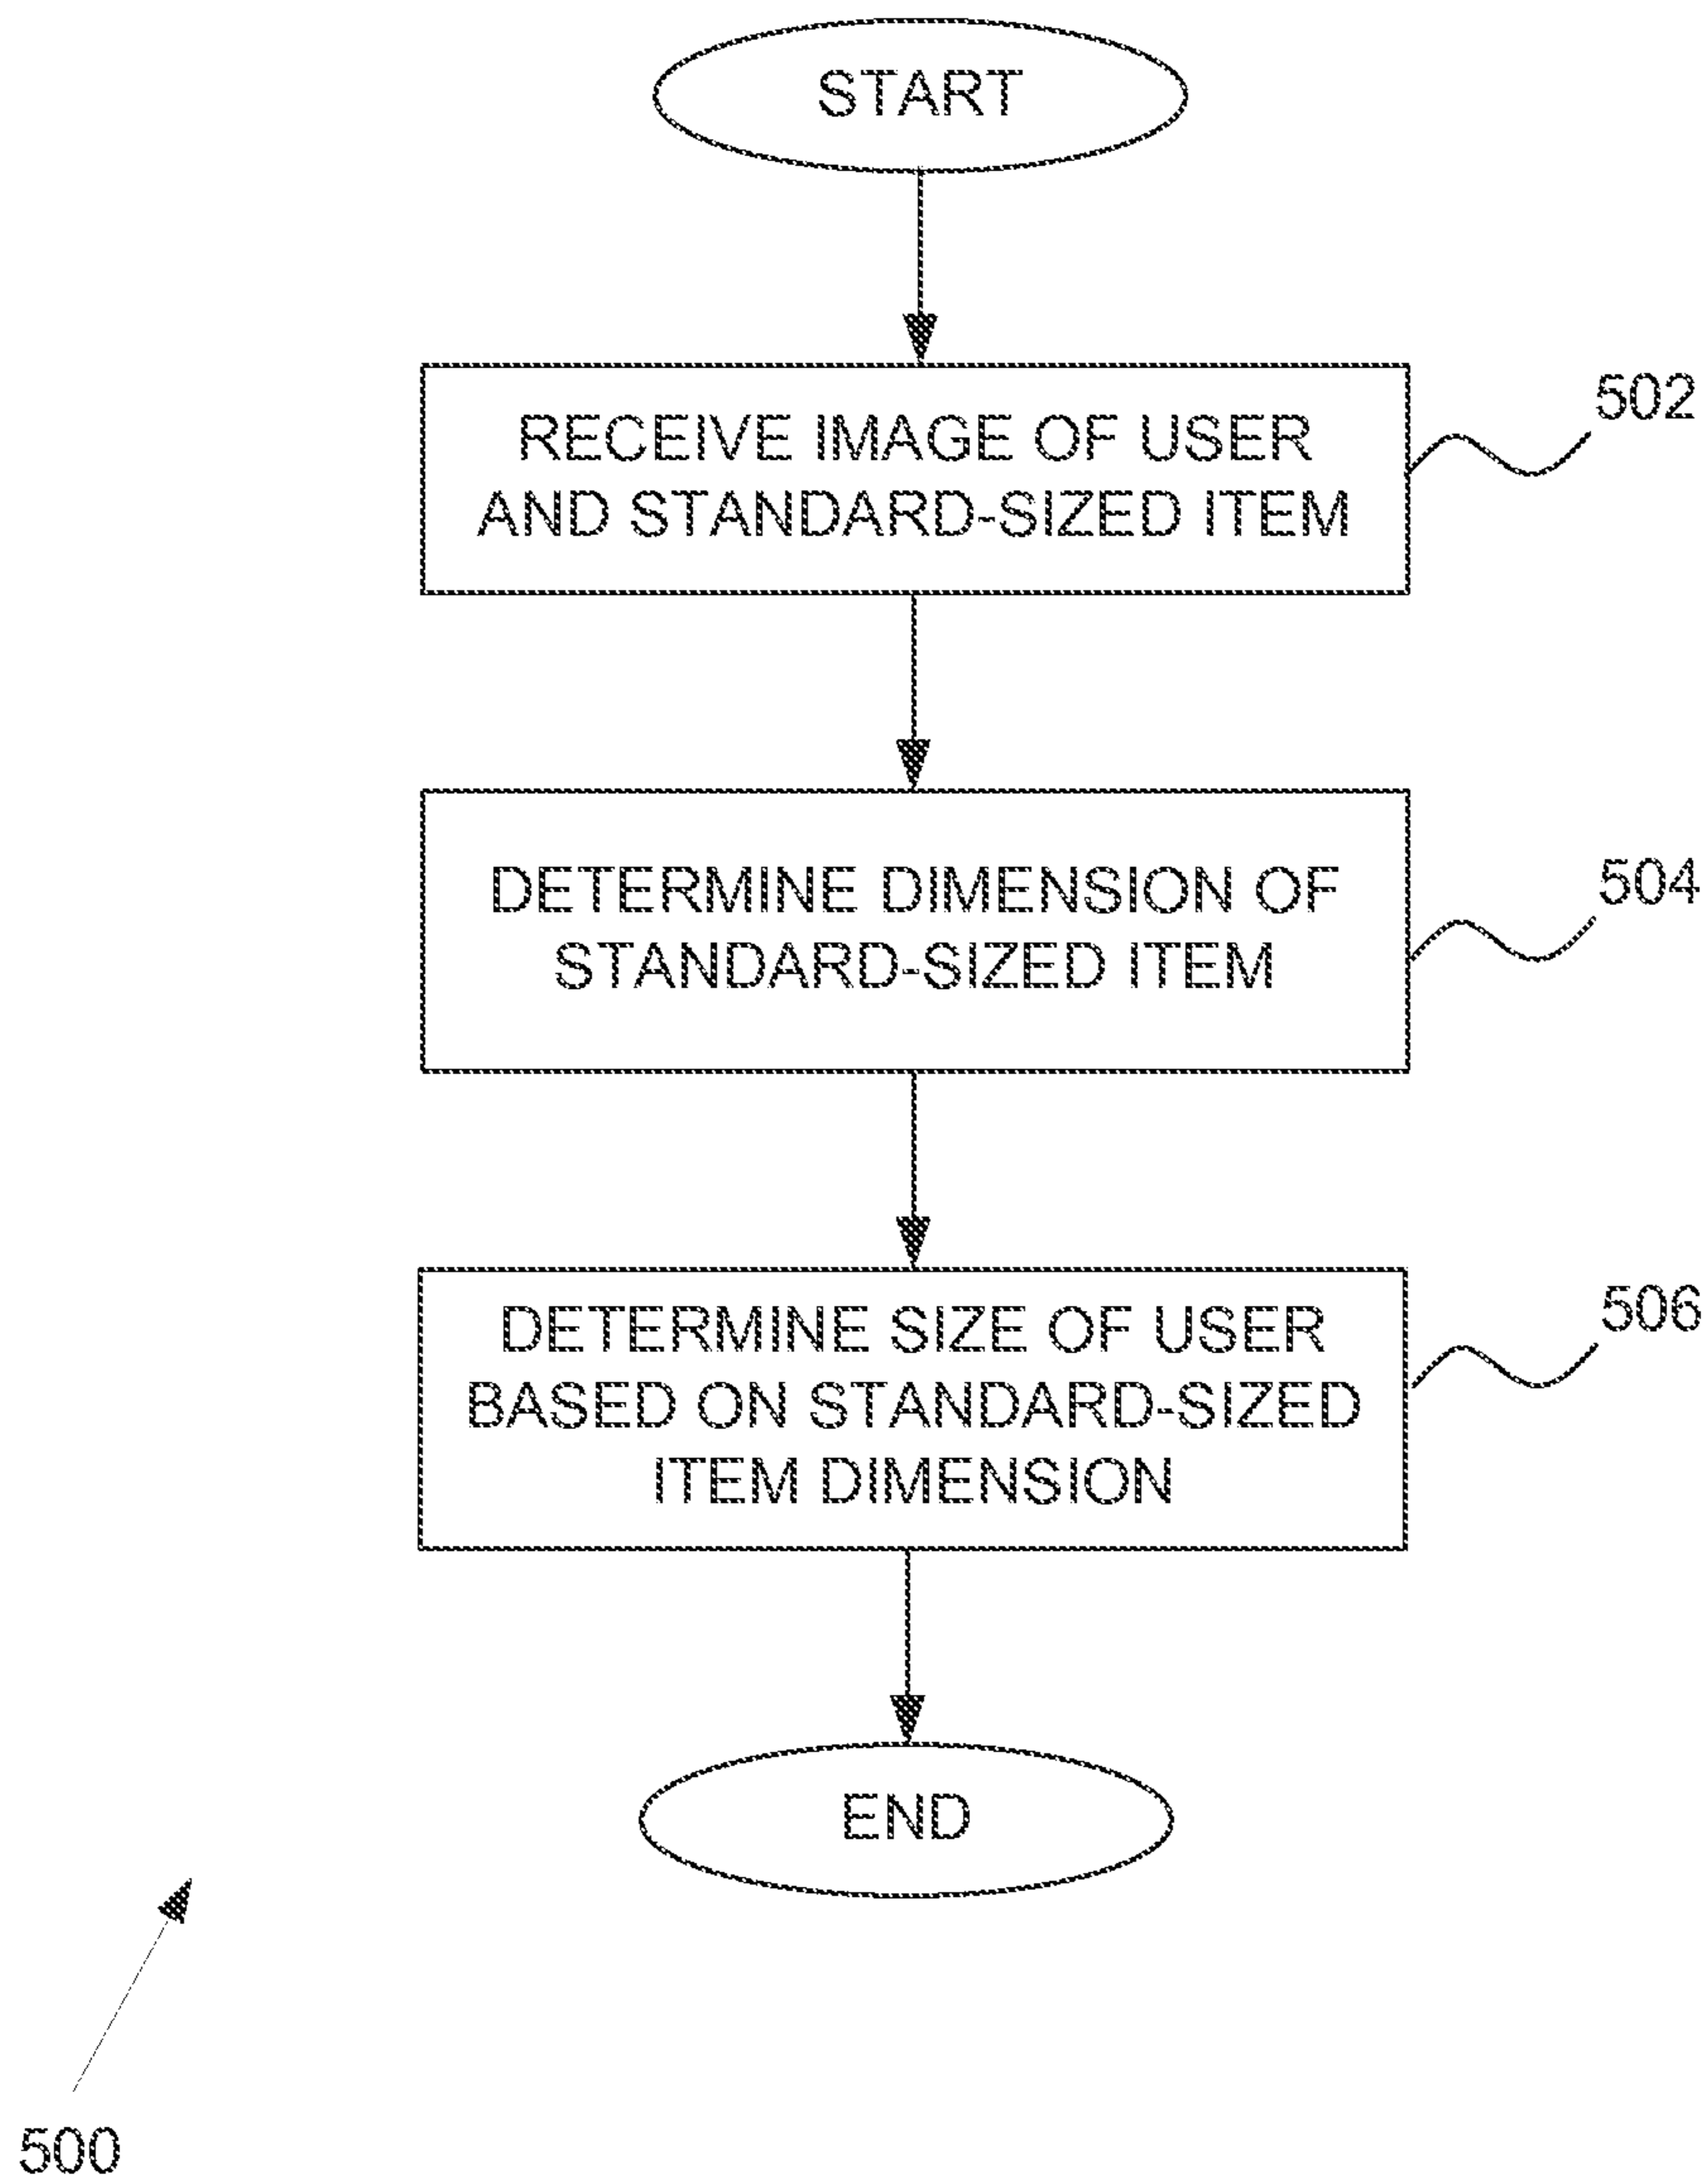 START
RECEIVE IMAGE OF USER
AND STANDARD-SIZED ITEM
502
DETERMINE DIMENSION OF
STANDARD-SIZED ITEM
504
DETERMINE SIZE OF USER
BASED ON STANDARD-SIZED
ITEM DIMENSION
506
END
500